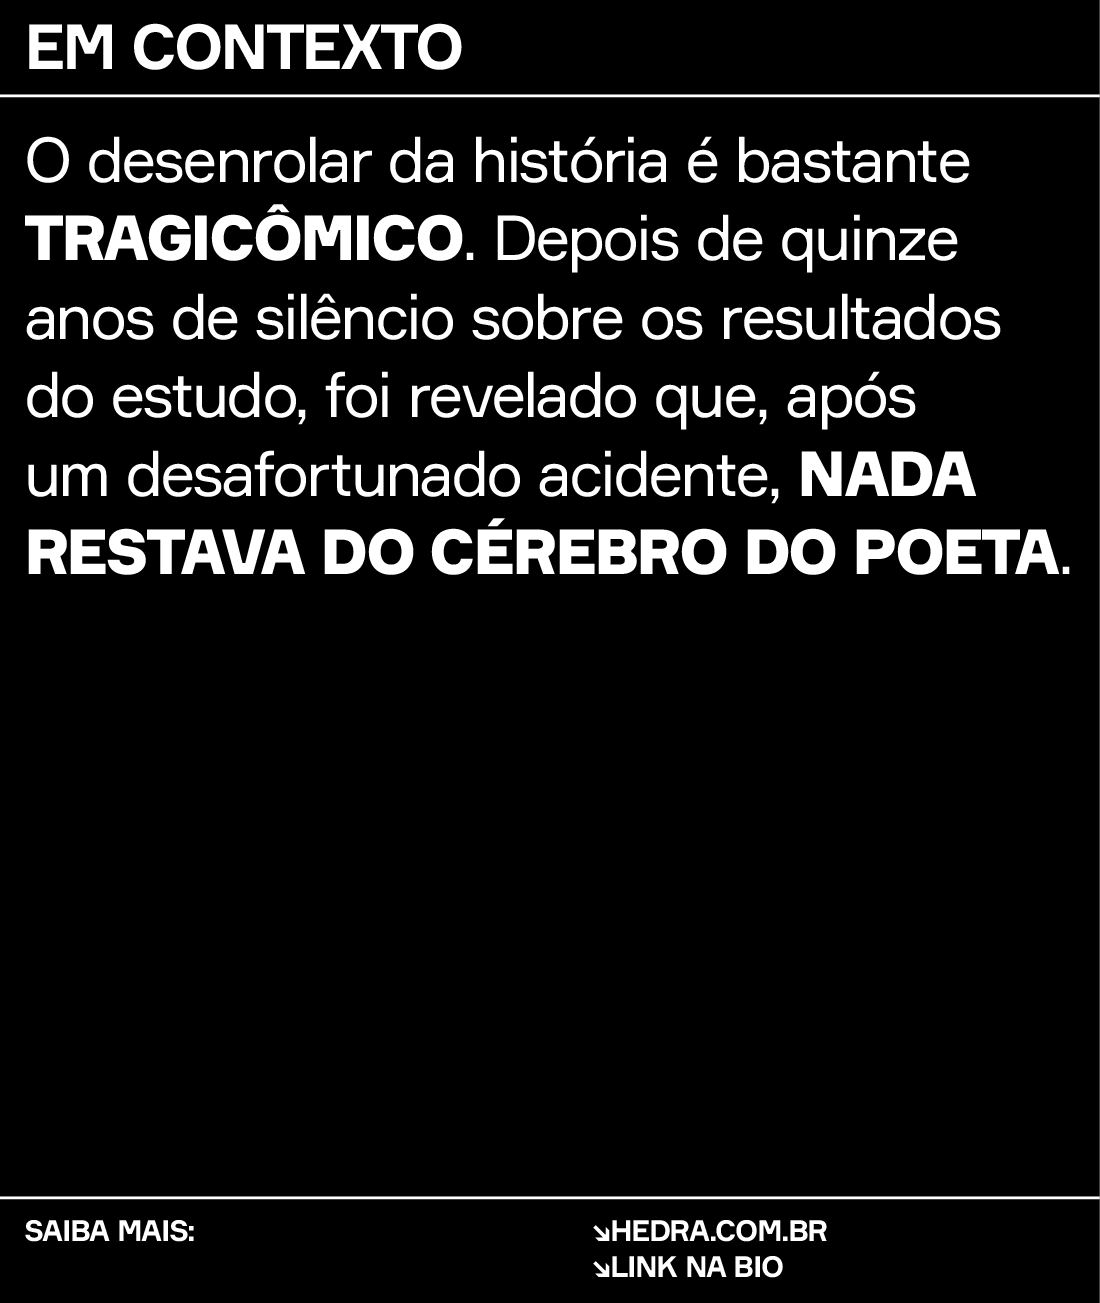 EM CONTEXTO
O desenrolar da história é bastante
TRAGICÔMICO. Depois de quinze
anos de silêncio sobre os resultados
do estudo, foi revelado que, após
um desafortunado acidente, NADA
RESTAVA DO CÉREBRO DO POETA.
SAIBA MAIS:
↘HEDRA.COM.BR
↘LINK NA BIO